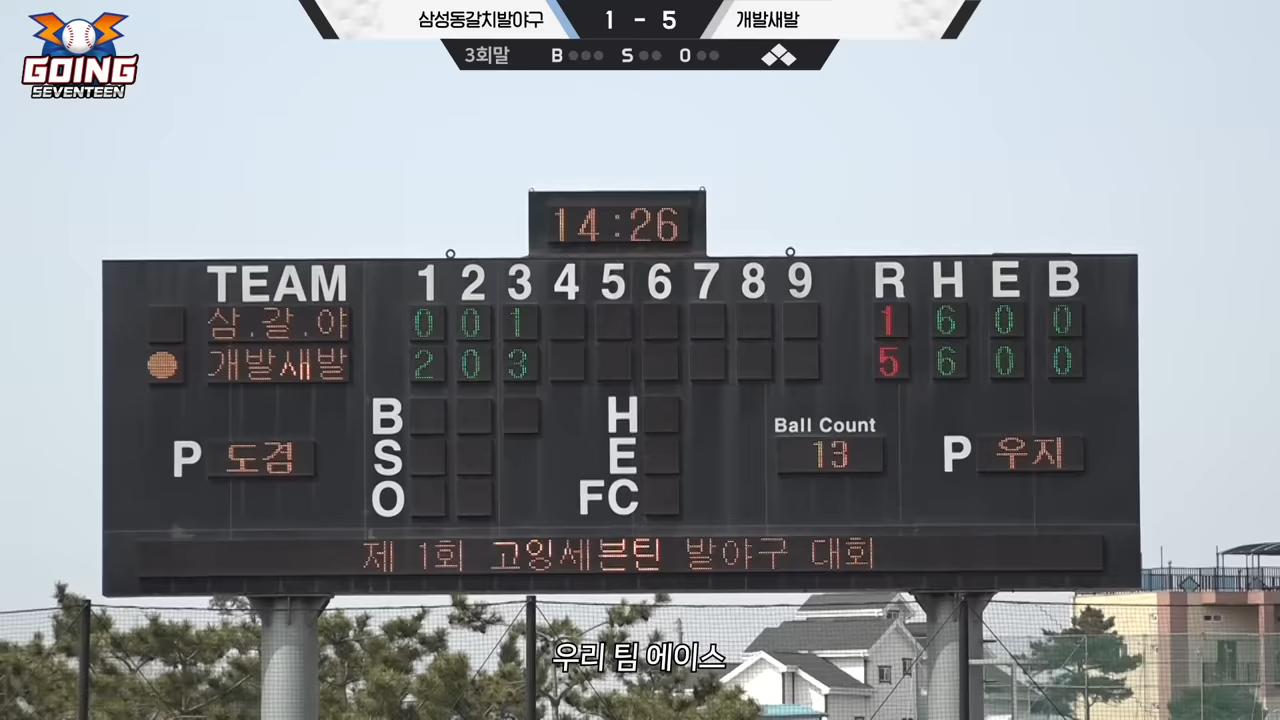 삼성동갈치발야구 1 - 5 개발새발
3회말 B S O
GOING
SEVENTEEN
14:26
TEAM 1 2 3 4 5 6 7 8 9 R H E B
삼.갈.야 0 0 1 1 6 0 0
개발새발 2 0 3 5 6 0 0
B H
Ball Count
P 도겸 S E 13 P 우지
O FC
제 1회 고잉세븐틴 발야구 대회
우리 팀 에이스